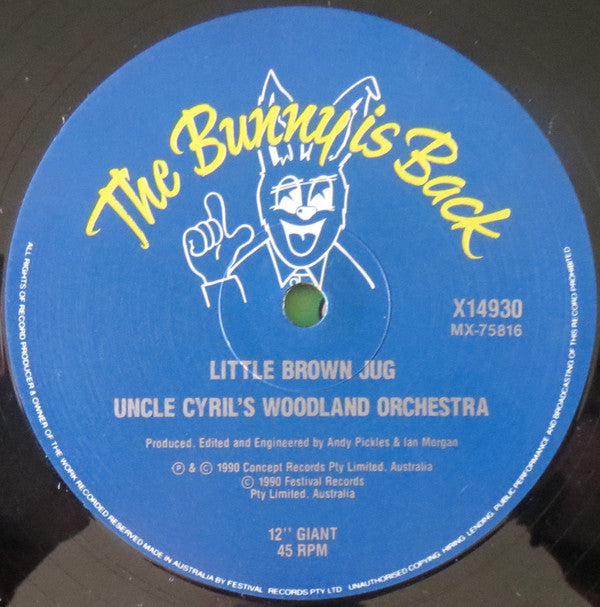 The Bunny is Back
X14930
MX-75816
LITTLE BROWN JUG
UNCLE CYRIL'S WOODLAND ORCHESTRA
Produced. Edited and Engineered by Andy Pickles & Ian Morgan
Ⓟ & © 1990 Concept Records Pty Limited. Australia
© 1990 Festival Records
Pty Limited. Australia
12'' GIANT
45 RPM
ALL RIGHTS OF RECORD PRODUCER & OWNER OF THE WORK RECORDED RESERVED MADE IN AUSTRALIA BY FESTIVAL RECORDS PTY LTD UNAUTHORISED COPYING. HIRING. LENDING. PUBLIC PERFORMANCE AND BROADCASTING OF THIS RECORD PROHIBITED